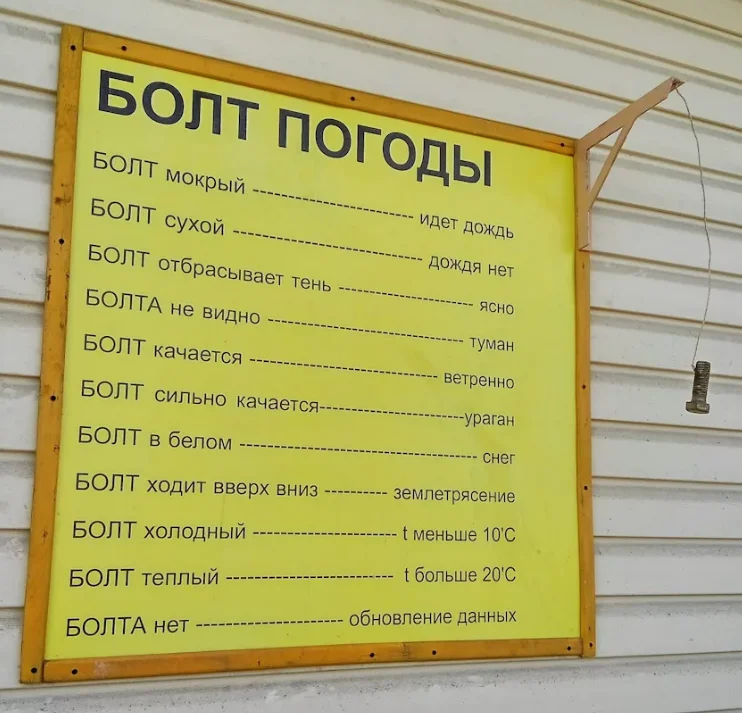 БОЛТ ПОГОДЫ
БОЛТ мокрый ---------------------- идет дождь
БОЛТ сухой ------------------------- дождя нет
БОЛТ отбрасывает тень ------------------ ясно
БОЛТА не видно -------------------------- туман
БОЛТ качается ------------------------- ветренно
БОЛТ сильно качается--------------------ураган
БОЛТ в белом -------------------------------- снег
БОЛТ ходит вверх вниз ---------- землетрясение
БОЛТ холодный --------------------- t меньше 10'C
БОЛТ теплый ------------------------ t больше 20'C
БОЛТА нет --------------------- обновление данных